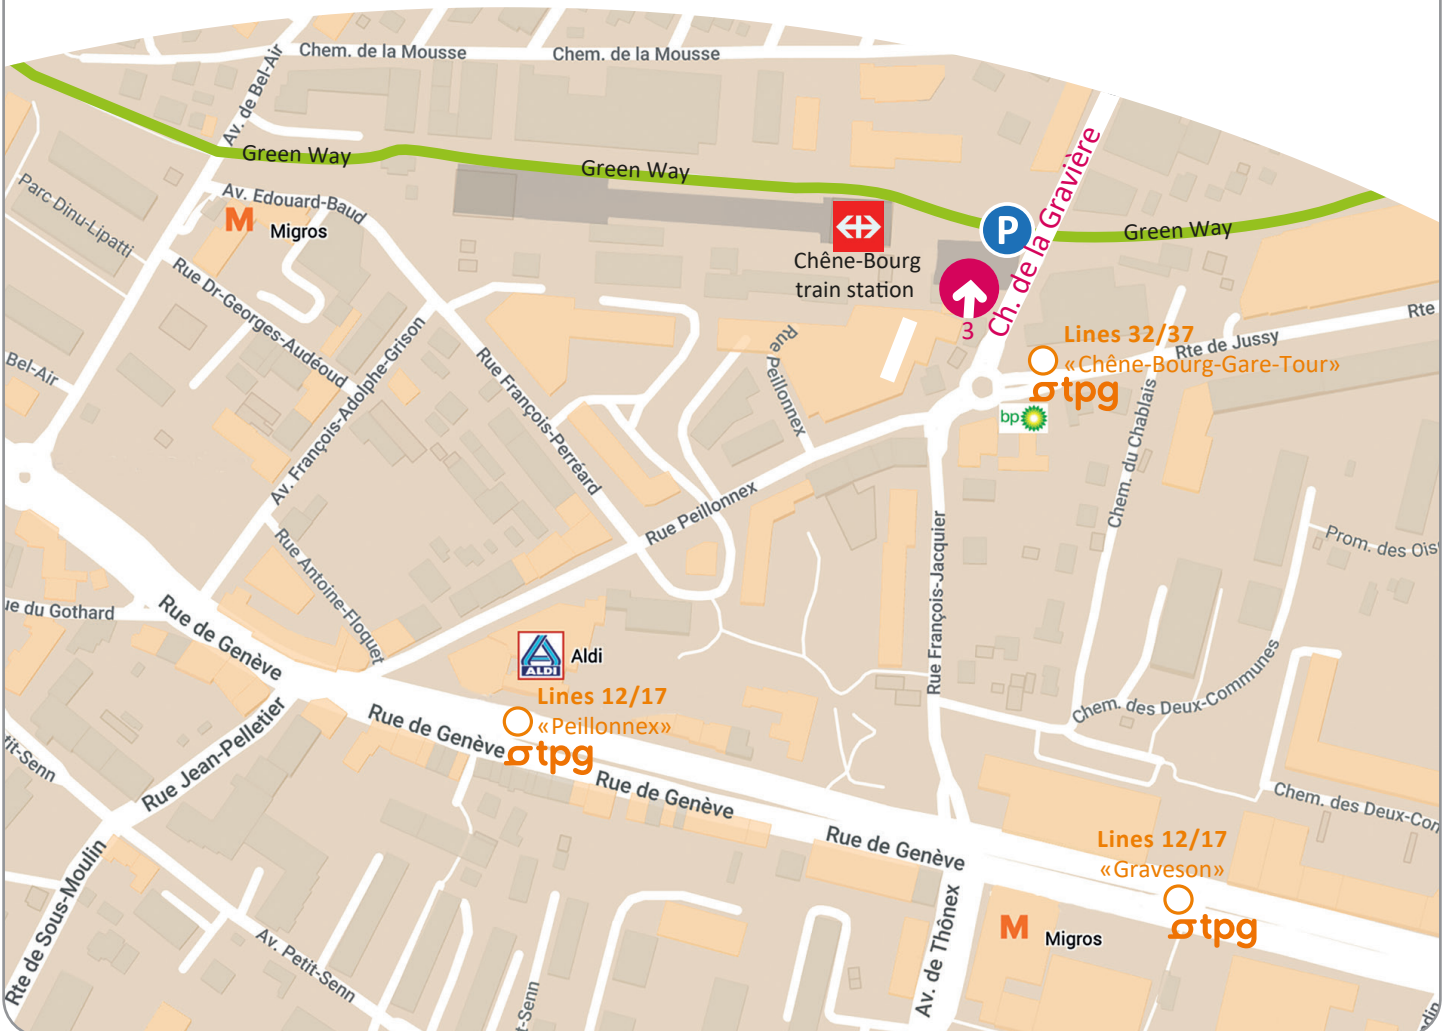 Chem. de la Mousse
Chem. de la Mousse
Av. de Bel-Air
Green Way
Green Way
Green Way
Ch. de la Gravière
P
Parc Dinu-Lipatti
Av. Edouard-Baud
M
Migros
Chêne-Bourg
train station
3
Rue Dr-Georges-Audéoud
Av. François-Adolphe-Grison
Bel-Air
Rue François-Perréard
Rue Peillonnex
Rte
Lines 32/37
Rte de Jussy
«Chêne-Bourg-Gare-Tour»
tpg
bp
Chem. du Chablais
Rue Peillonnex
Rue Antoine-Floquet
Rue François-Jacquier
Prom. des Ois
ue du Gothard
Rue de Genève
ALDI
Aldi
Lines 12/17
«Peillonnex»
tpg
Chem. des Deux-Communes
Rue de Genève
Rue Jean-Pelletier
tit-Senn
Rue de Genève
Chem. des Deux-Con
Rue de Genève
Lines 12/17
«Graveson»
tpg
Rte de Sous-Moulin
Av. Petit-Senn
t-Senn
Av. de Thônex
M
Migros